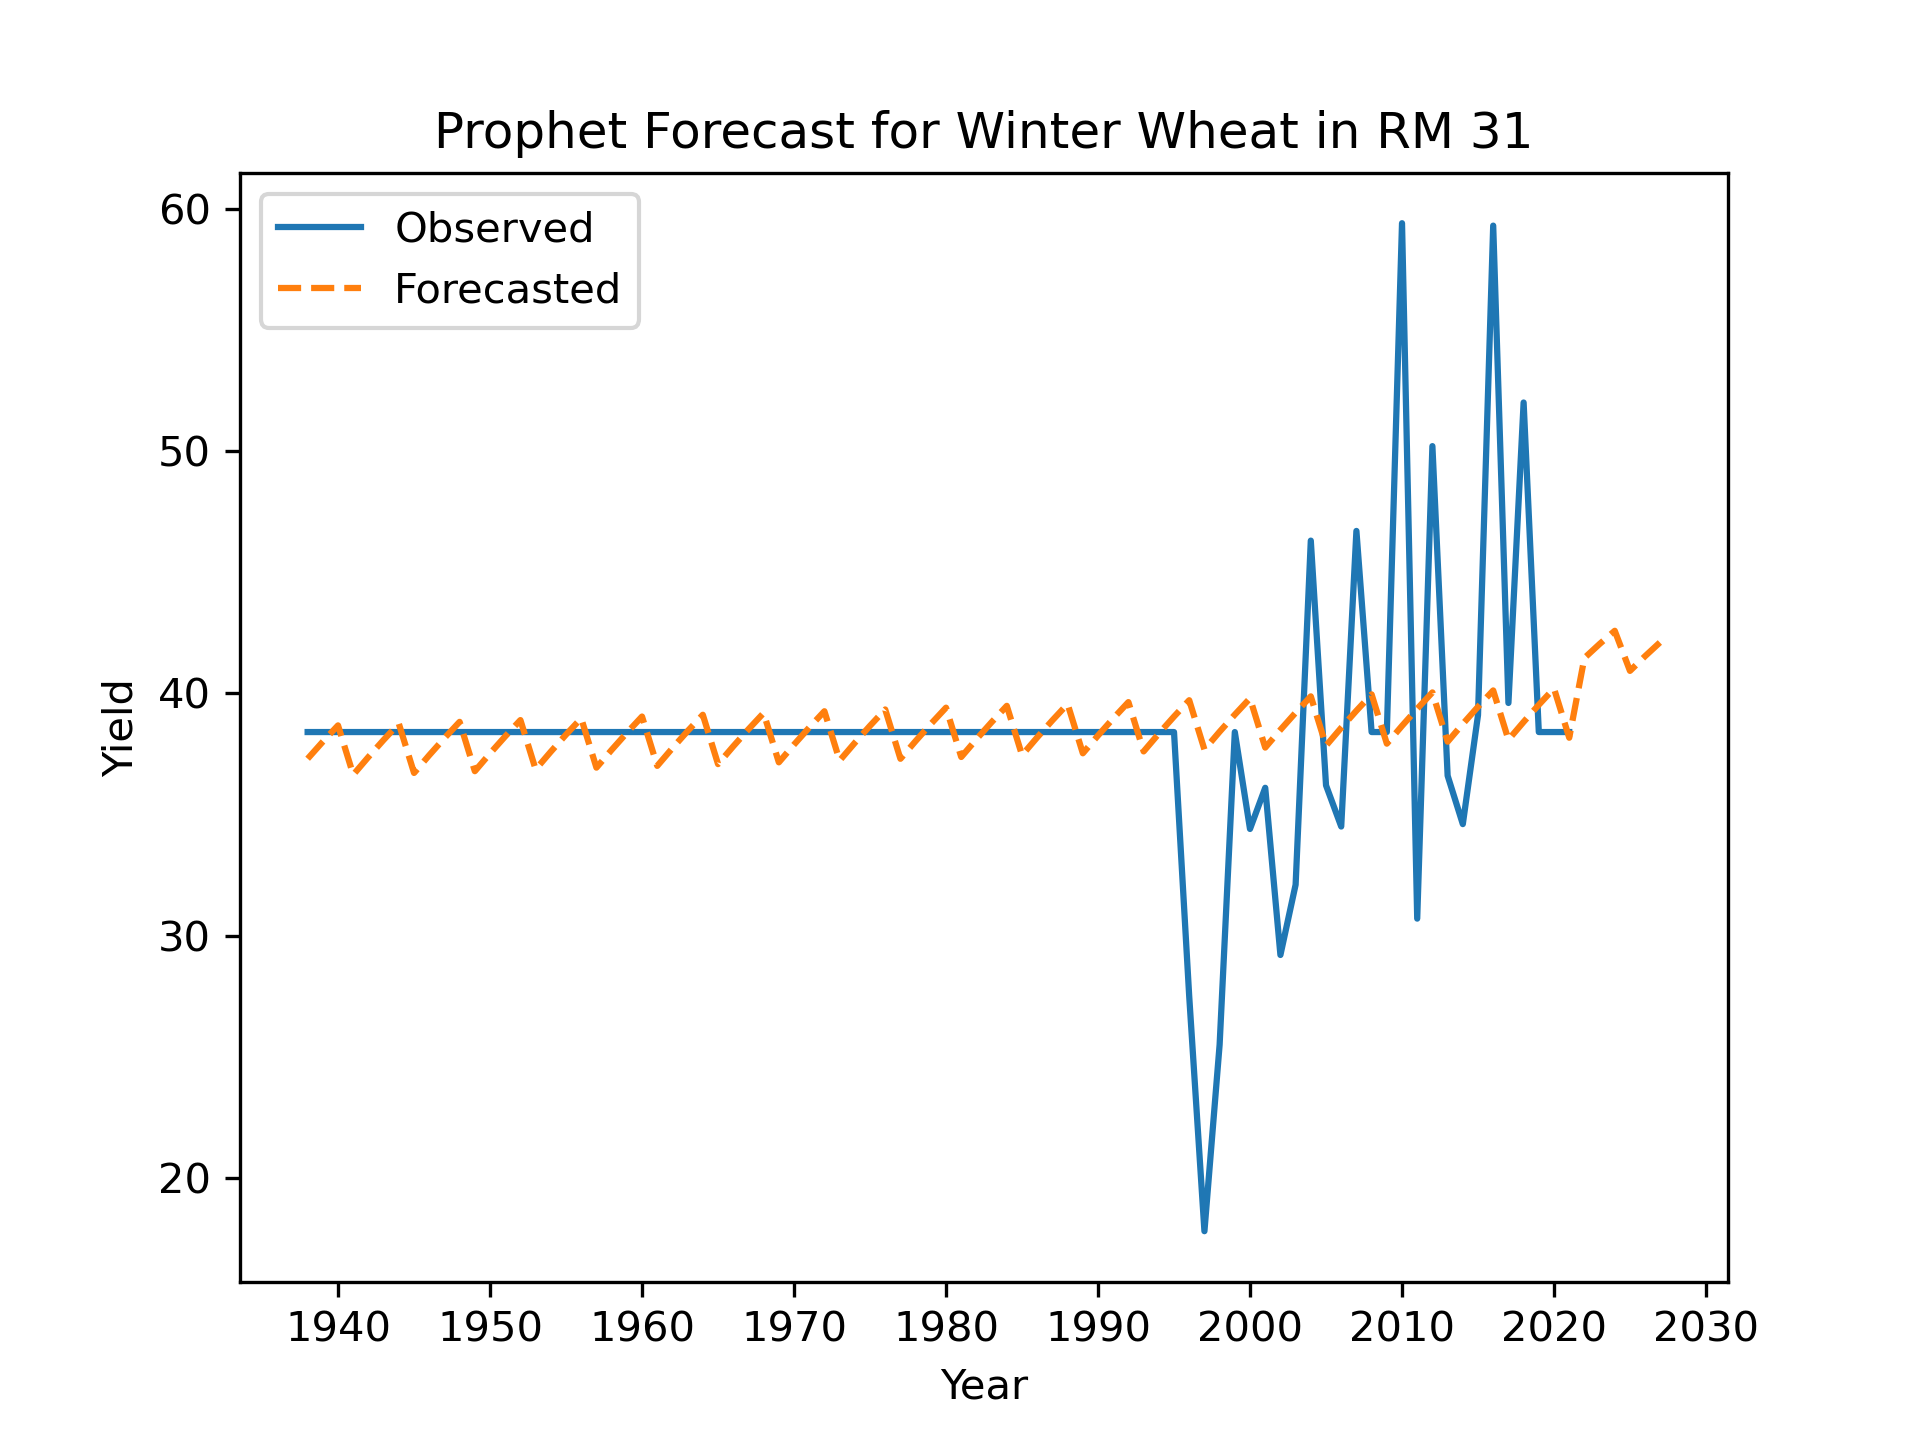 Prophet Forecast for Winter Wheat in RM 31
Observed
Forecasted
60
50
40
30
20
Yield
1940 1950 1960 1970 1980 1990 2000 2010 2020 2030
Year